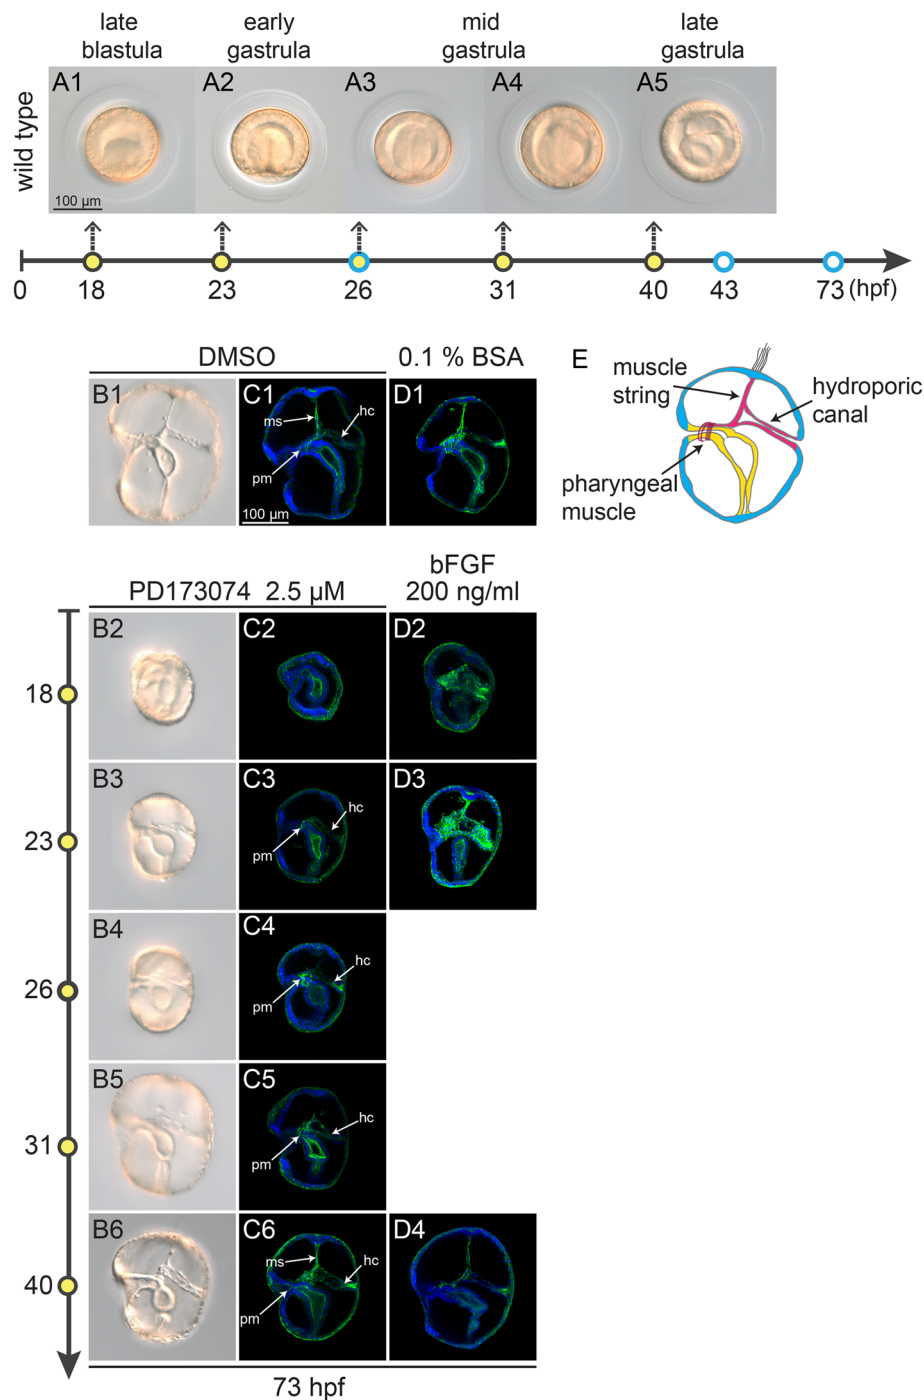 late
blastula
early
gastrula
mid
gastrula
late
gastrula
wild type
A1
A2
A3
A4
A5
100 µm
0
18
23
26
31
40
43
73
(hpf)
DMSO
0.1 % BSA
E
B1
C1
ms
hc
pm
100 µm
D1
muscle
string
hydroporic
canal
pharyngeal
muscle
PD173074 2.5 µM
bFGF
200 ng/ml
18
B2
C2
D2
23
B3
C3
hc
pm
D3
26
B4
C4
hc
pm
31
B5
C5
hc
pm
40
B6
C6
ms
hc
pm
D4
73 hpf